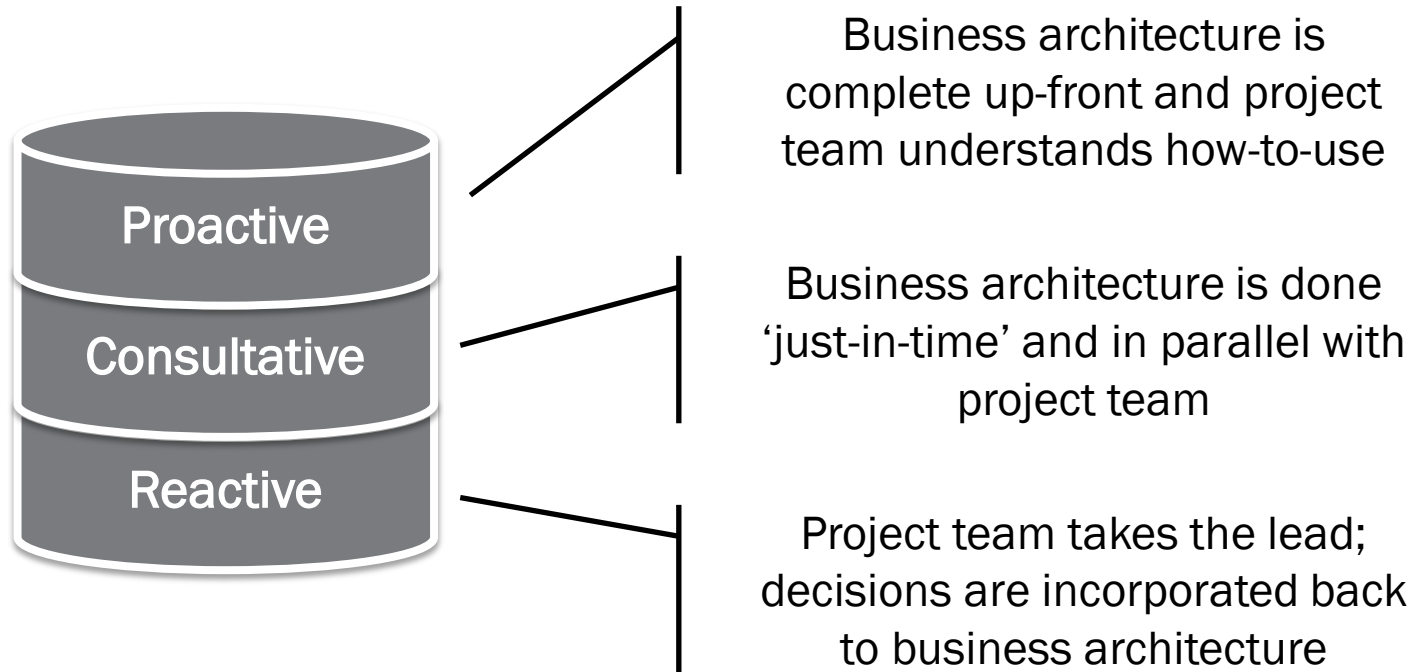 Proactive
Business architecture is
complete up-front and project
team understands how-to-use
Consultative
Business architecture is done
‘just-in-time’ and in parallel with
project team
Reactive
Project team takes the lead;
decisions are incorporated back
to business architecture